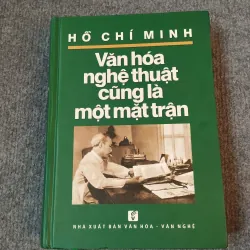 HỒ CHÍ MINH
Văn hóa
nghệ thuật
cũng là
một mặt trận
NHÀ XUẤT BẢN VĂN HÓA - VĂN NGHỆ